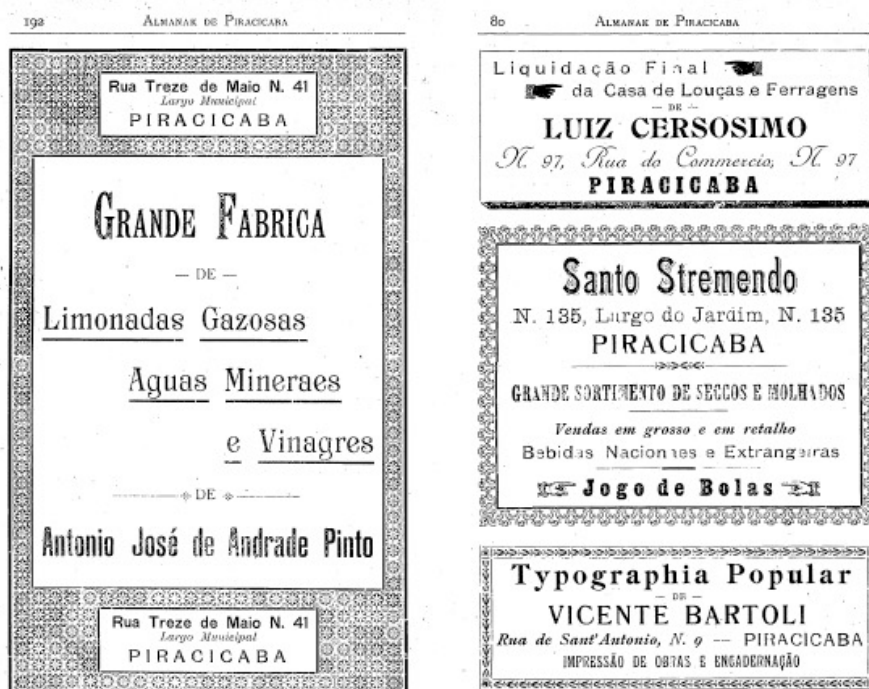 192 ALMANAK DE PIRACICABA
Rua Treze de Maio N. 41
Largo Municipal
PIRACICABA
GRANDE FABRICA
— DE —
Limonadas Gazosas
Aguas Mineraes
e Vinagres
DE
Antonio José de Andrade Pinto
Rua Treze de Maio N. 41
Largo Municipal
PIRACICABA
80 ALMANAK DE PIRACICABA
Liquidação Final
da Casa de Louças e Ferragens
— DE —
LUIZ CERSOSIMO
N. 97, Rua do Commercio, N. 97
PIRACICABA
Santo Stremendo
N. 135, Largo do Jardim, N. 135
PIRACICABA
GRANDE SORTIMENTO DE SECCOS E MOLHADOS
Vendas em grosso e em retalho
Bebidas Nacionaes e Extrangeiras
Jogo de Bolas
Typographia Popular
— DE —
VICENTE BARTOLI
Rua de Sant'Antonio, N. 9 — PIRACICABA
IMPRESSÃO DE OBRAS E ENCADERNAÇÃO